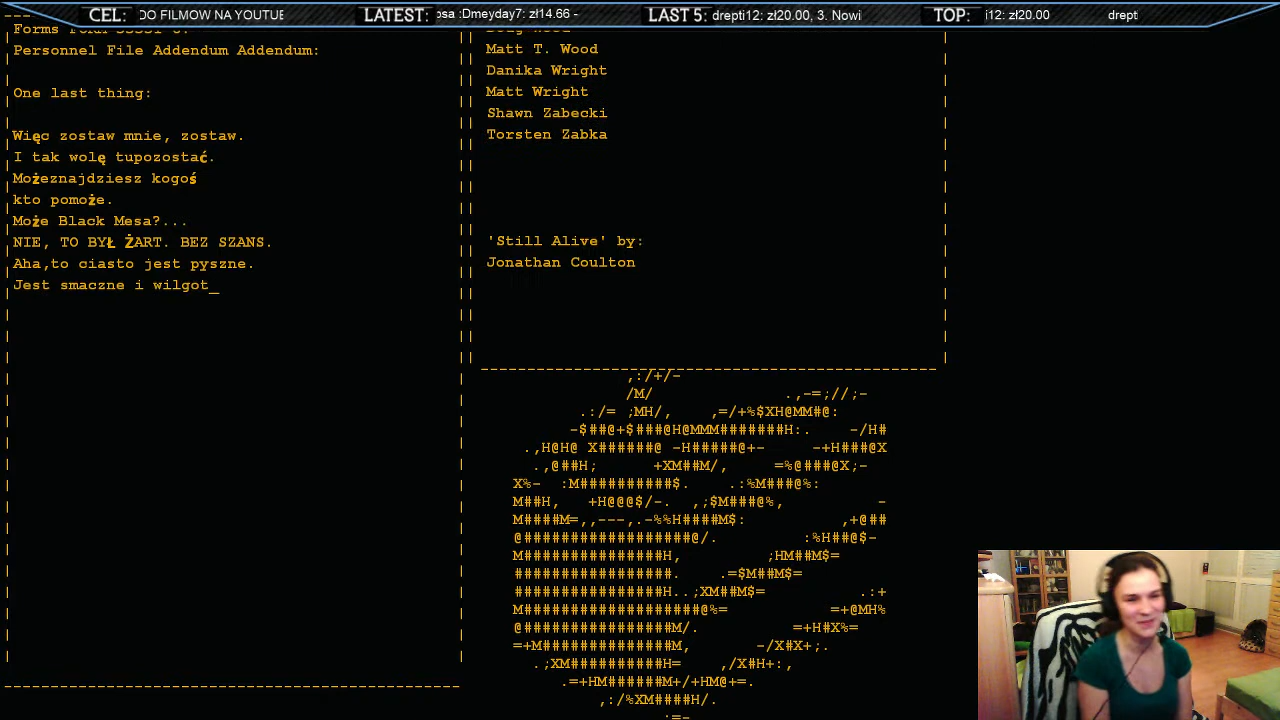 CEL: DO FILMOW NA YOUTUBE LATEST: osa :Dmeyday7: zł14.66 - LAST 5: drepti12: zł20.00, 3. Nowi TOP: i12: zł20.00 drept
Personnel File Addendum Addendum:
One last thing:
Więc zostaw mnie, zostaw.
I tak wolę tupozostać.
Możeznajdziesz kogoś
kto pomoże.
Może Black Mesa?...
NIE, TO BYŁ ŻART. BEZ SZANS.
Aha,to ciasto jest pyszne.
Jest smaczne i wilgot_
Matt T. Wood
Danika Wright
Matt Wright
Shawn Zabecki
Torsten Zabka
'Still Alive' by:
Jonathan Coulton